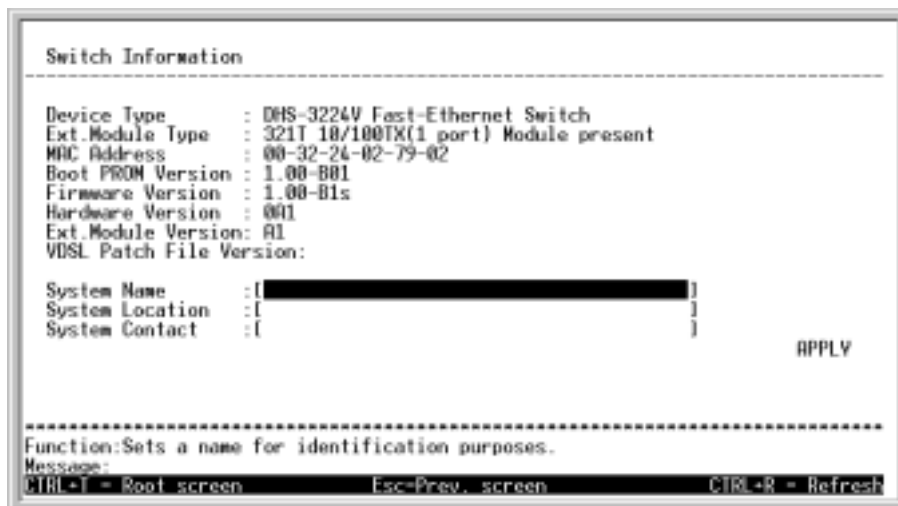 Switch Information
Device Type : DHS-3224V Fast-Ethernet Switch
Ext.Module Type : 321T 10/100TX(1 port) Module present
MAC Address : 00-32-24-02-79-02
Boot PROM Version : 1.00-B01
Firmware Version : 1.00-B1s
Hardware Version : 0A1
Ext.Module Version: A1
VDSL Patch File Version:
System Name :[ ]
System Location :[ ]
System Contact :[ ]
APPLY
Function:Sets a name for identification purposes.
Message:
CTRL+T = Root screen Esc=Prev. screen CTRL+R = Refresh